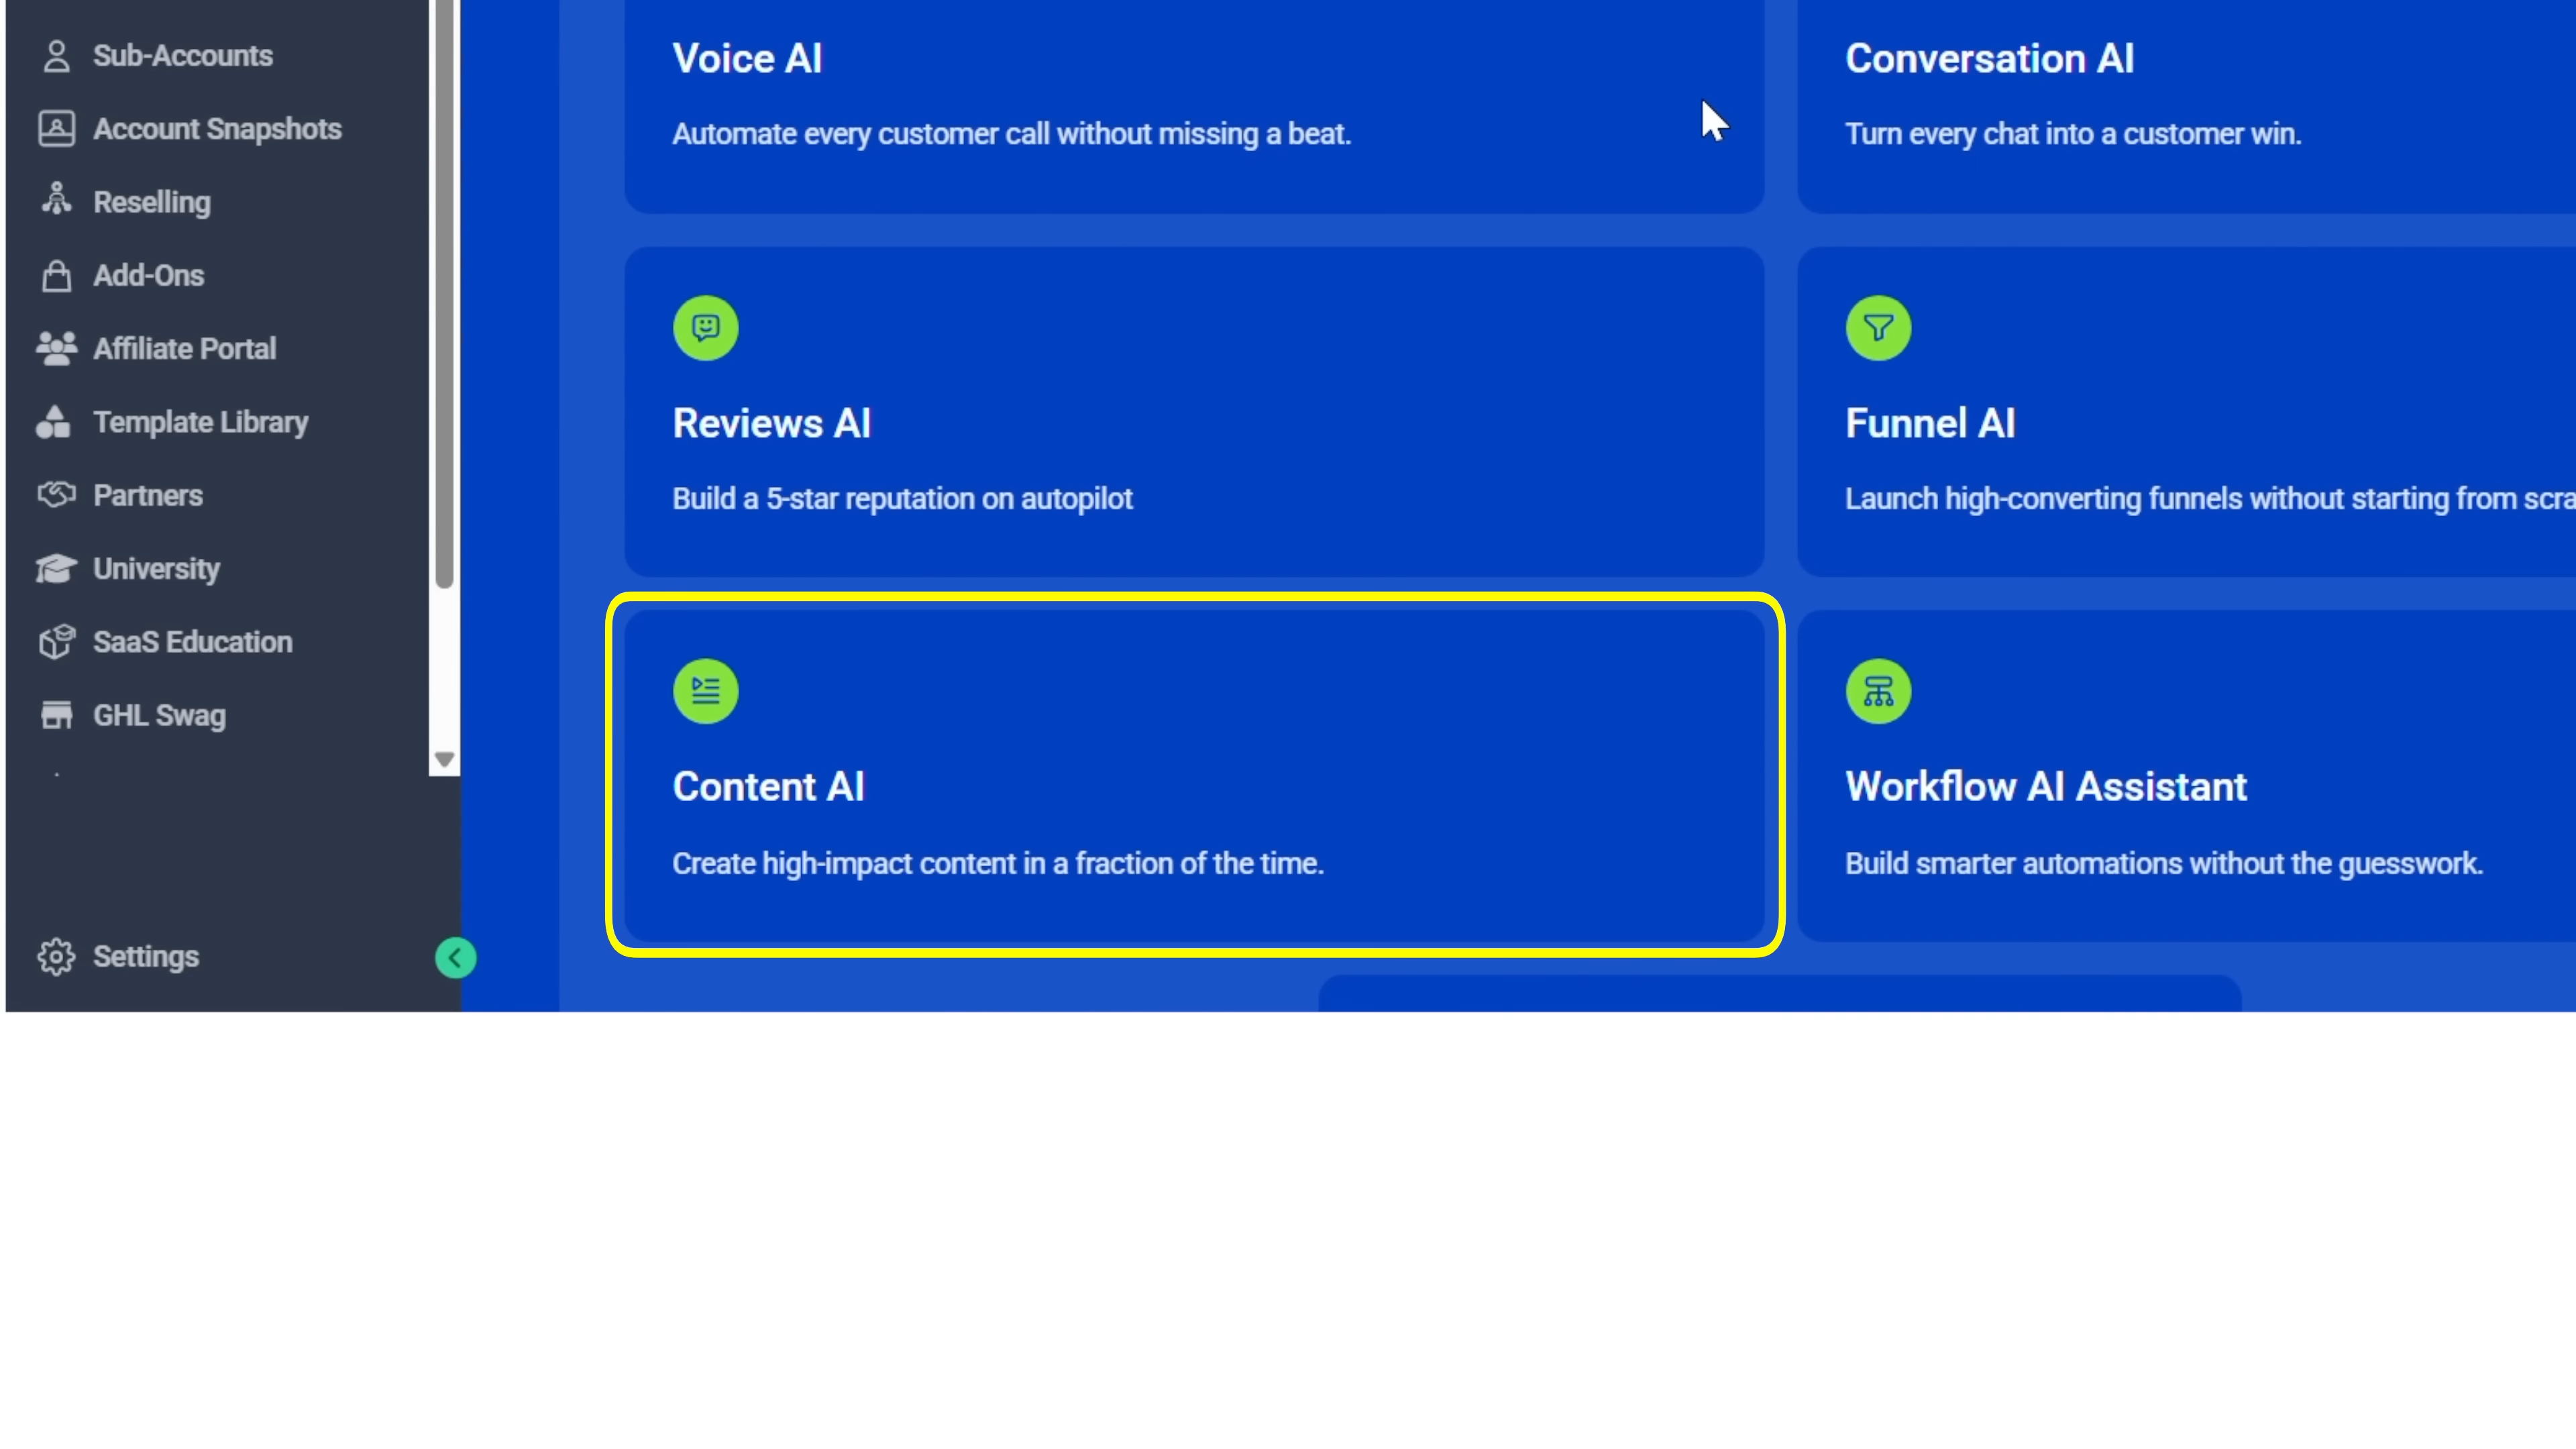 Sub-Accounts
Account Snapshots
Reselling
Add-Ons
Affiliate Portal
Template Library
Partners
University
SaaS Education
GHL Swag
Settings
Voice AI
Automate every customer call without missing a beat.
Conversation AI
Turn every chat into a customer win.
Reviews AI
Build a 5-star reputation on autopilot
Funnel AI
Launch high-converting funnels without starting from
Content AI
Create high-impact content in a fraction of the time.
Workflow AI Assistant
Build smarter automations without the guesswork.